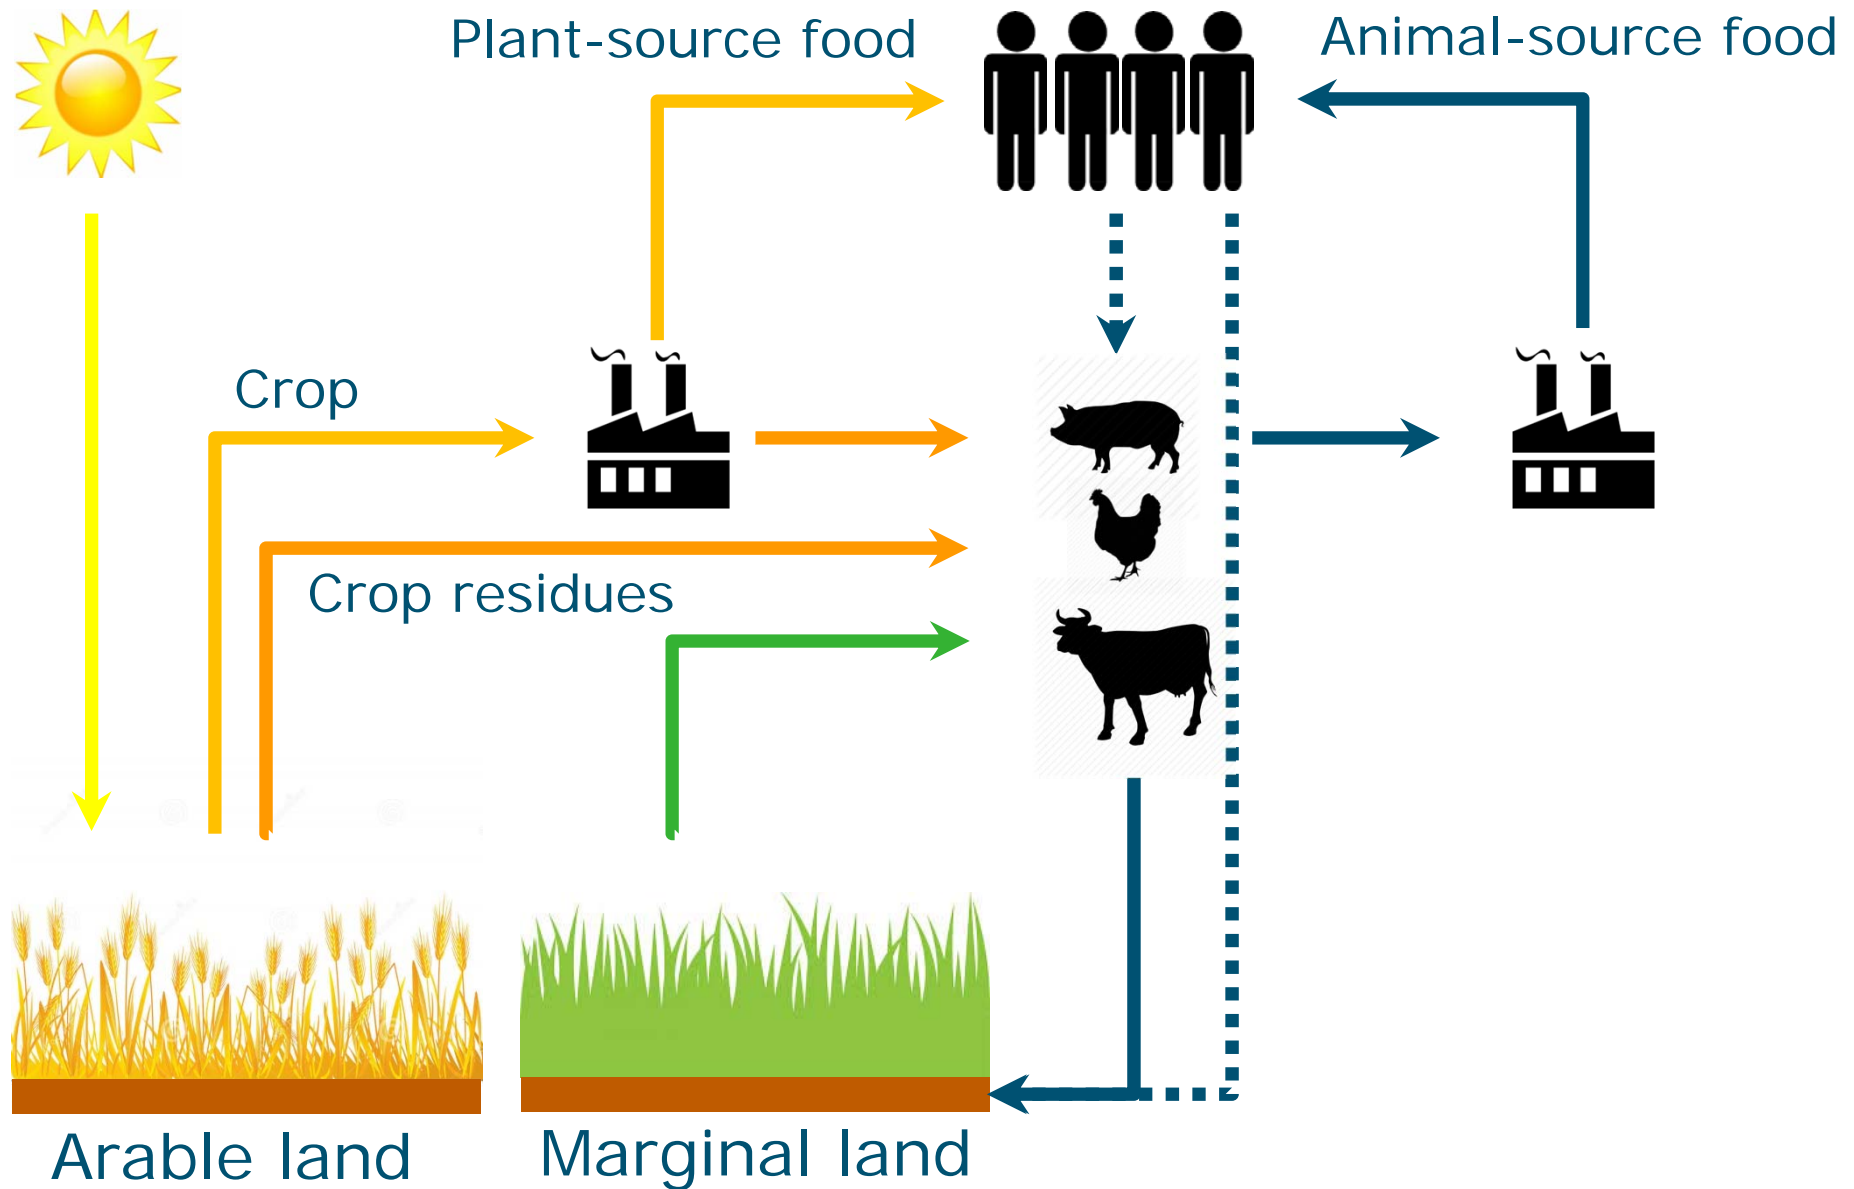 Plant-source food
Animal-source food
Crop
Crop residues
Arable land
Marginal land